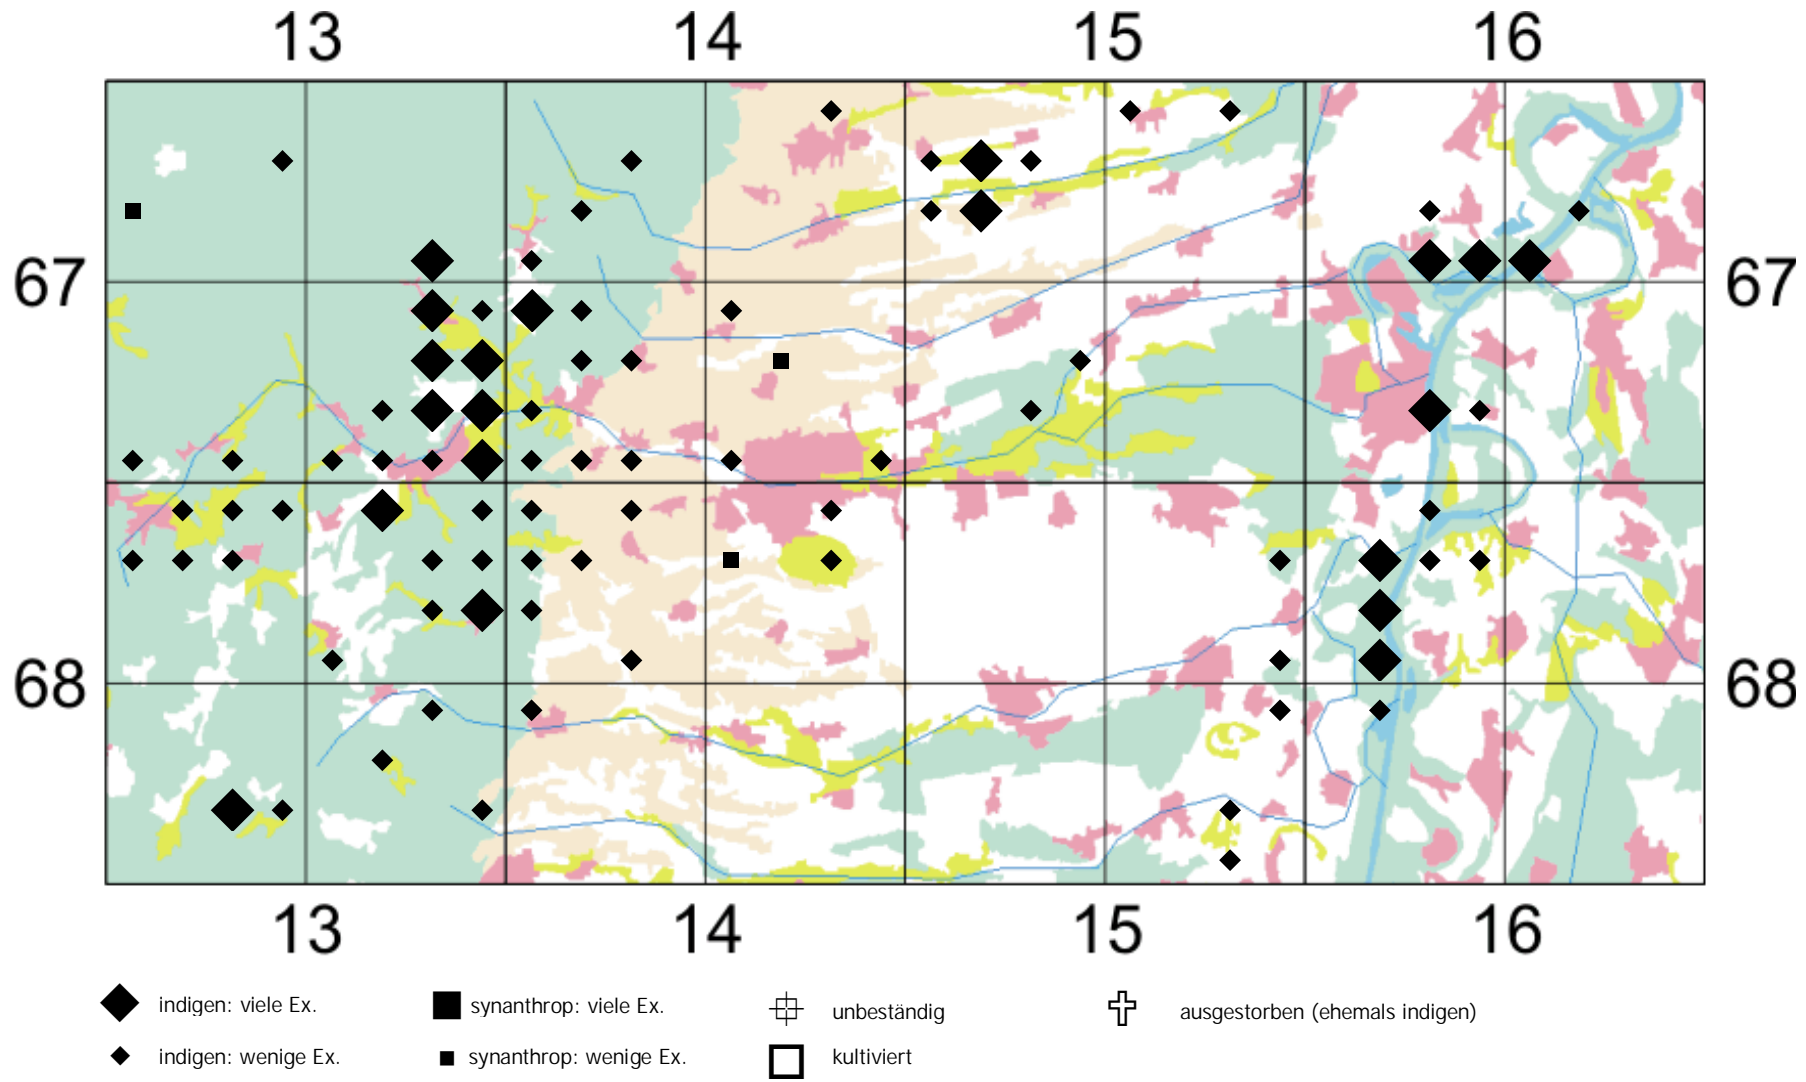 13 14 15 16
67 67
68 68
13 14 15 16
indigen: viele Ex. synanthrop: viele Ex. unbeständig ausgestorben (ehemals indigen)
indigen: wenige Ex. synanthrop: wenige Ex. kultiviert